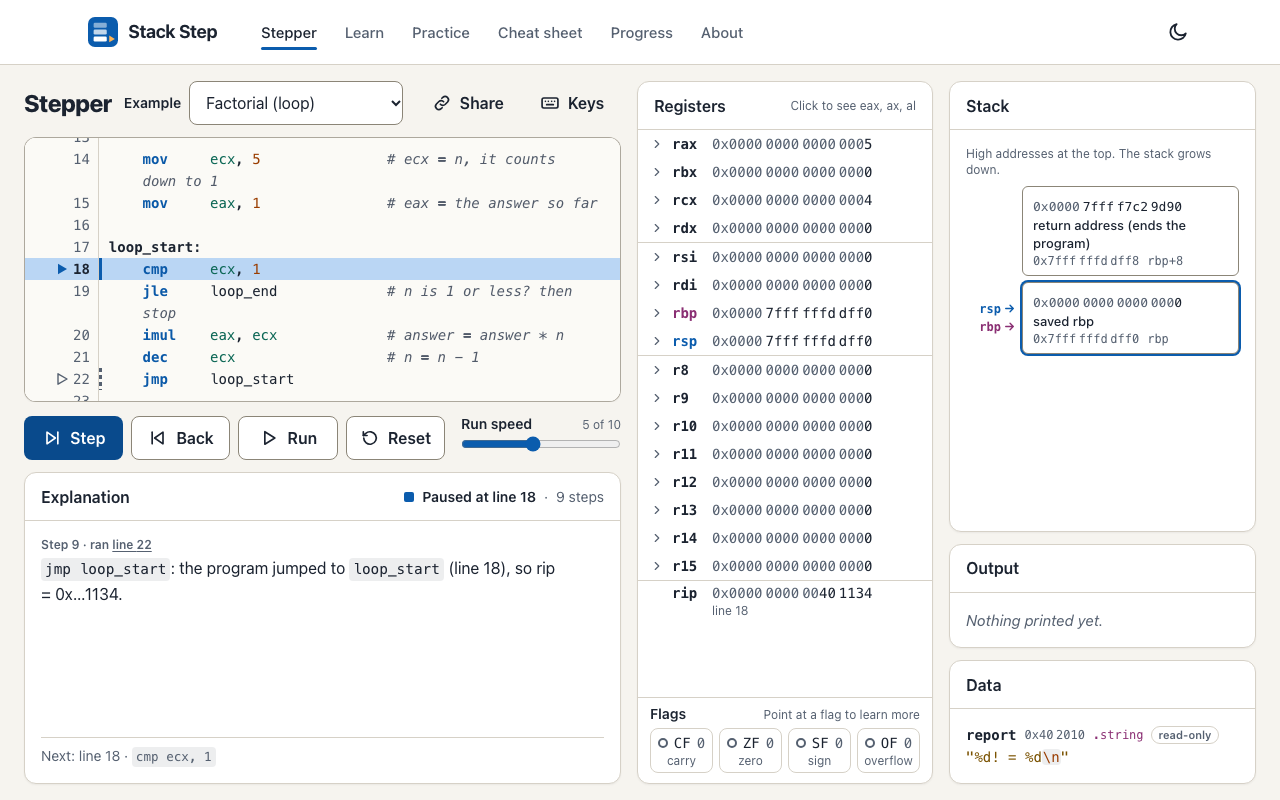 Stack Step
Stepper
Learn
Practice
Cheat sheet
Progress
About
Stepper
Example
Factorial (loop)
Share
Keys
13
14 mov ecx, 5 # ecx = n, it counts
down to 1
15 mov eax, 1 # eax = the answer so far
16
17 loop_start:
18 cmp ecx, 1
19 jle loop_end # n is 1 or less? then
stop
20 imul eax, ecx # answer = answer * n
21 dec ecx # n = n − 1
22 jmp loop_start
23
Step
Back
Run
Reset
Run speed
5 of 10
Explanation
Paused at line 18 · 9 steps
Step 9 · ran line 22
jmp loop_start: the program jumped to loop_start (line 18), so rip
= 0x…1134.
Next: line 18 · cmp ecx, 1
Registers
Click to see eax, ax, al
rax 0x0000 0000 0000 0005
rbx 0x0000 0000 0000 0000
rcx 0x0000 0000 0000 0004
rdx 0x0000 0000 0000 0000
rsi 0x0000 0000 0000 0000
rdi 0x0000 0000 0000 0000
rbp 0x0000 7fff fffd dff0
rsp 0x0000 7fff fffd dff0
r8 0x0000 0000 0000 0000
r9 0x0000 0000 0000 0000
r10 0x0000 0000 0000 0000
r11 0x0000 0000 0000 0000
r12 0x0000 0000 0000 0000
r13 0x0000 0000 0000 0000
r14 0x0000 0000 0000 0000
r15 0x0000 0000 0000 0000
rip 0x0000 0000 0040 1134
line 18
Flags
Point at a flag to learn more
CF 0
carry
ZF 0
zero
SF 0
sign
OF 0
overflow
Stack
High addresses at the top. The stack grows
down.
0x0000 7fff f7c2 9d90
return address (ends the
program)
0x7fff fffd dff8 rbp+8
rsp →
rbp →
0x0000 0000 0000 0000
saved rbp
0x7fff fffd dff0 rbp
Output
Nothing printed yet.
Data
report 0x40 2010 .string read-only
"%d! = %d\n"